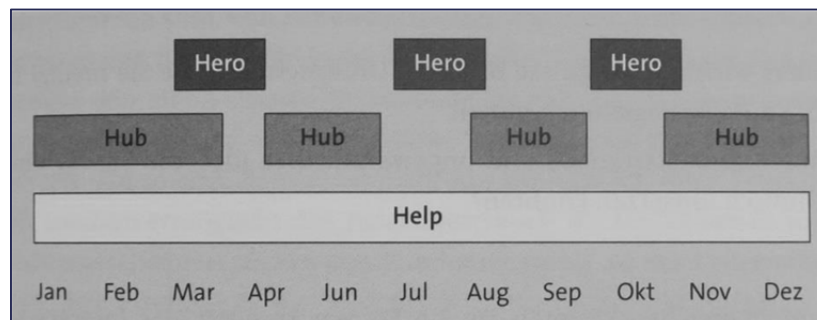 Hero Hero Hero
Hub Hub Hub Hub
Help
Jan Feb Mar Apr Jun Jul Aug Sep Okt Nov Dez